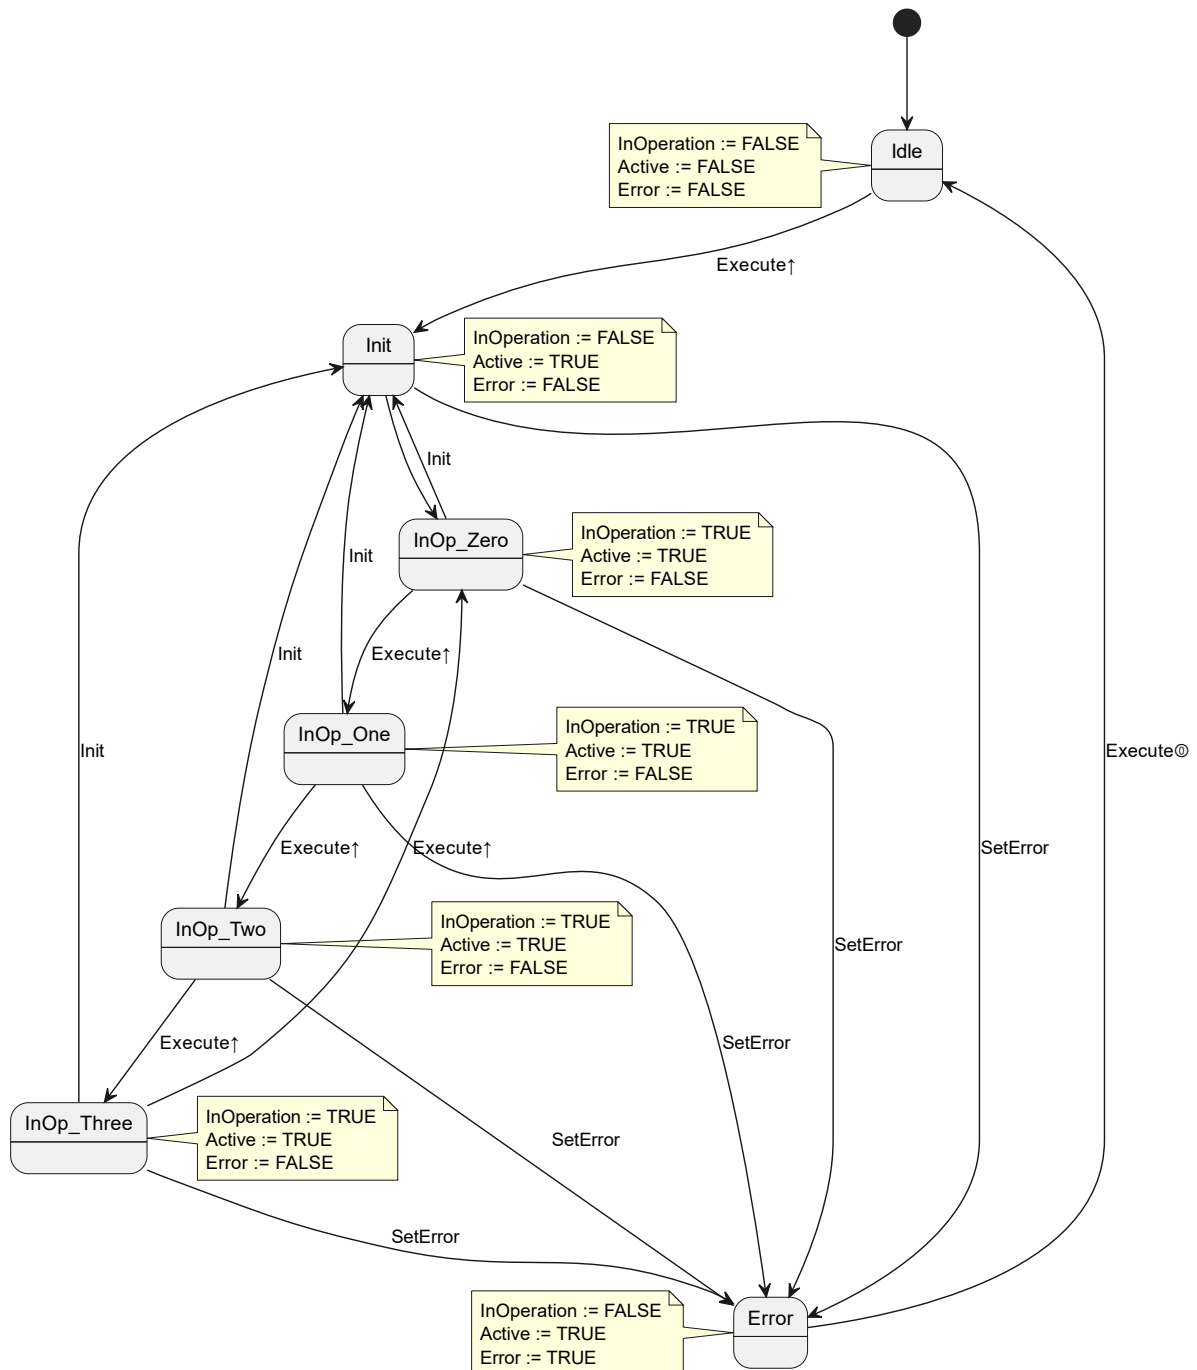 InOperation := FALSE
Active := FALSE
Error := FALSE
Idle
Execute↑
Init
InOperation := FALSE
Active := TRUE
Error := FALSE
Init
InOp_Zero
InOperation := TRUE
Active := TRUE
Error := FALSE
Init
Init
Execute↑
InOp_One
InOperation := TRUE
Active := TRUE
Error := FALSE
Init
Execute⓪
Execute↑
Execute↑
SetError
InOp_Two
InOperation := TRUE
Active := TRUE
Error := FALSE
SetError
Execute↑
SetError
InOp_Three
InOperation := TRUE
Active := TRUE
Error := FALSE
SetError
SetError
InOperation := FALSE
Active := TRUE
Error := TRUE
Error